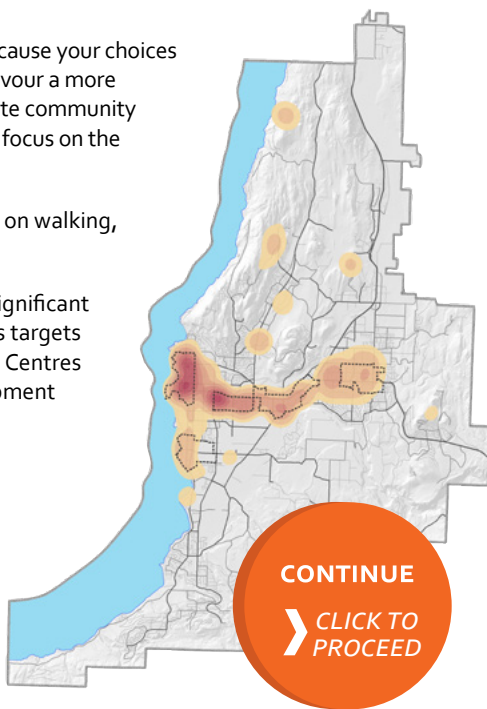 cause your choices
vour a more
te community
focus on the
on walking,
ignificant
s targets
Centres
pment
CONTINUE
CLICK TO
PROCEED